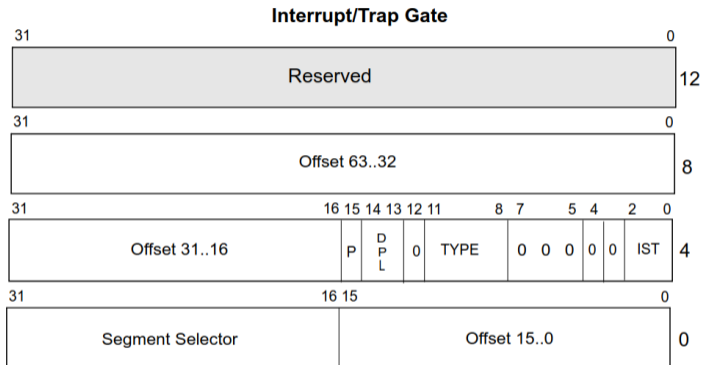 Interrupt/Trap Gate
31 0
Reserved 12
31 0
Offset 63..32 8
31 16 15 14 13 12 11 8 7 5 4 2 0
Offset 31..16 P DPL 0 TYPE 0 0 0 0 0 IST 4
31 16 15 0
Segment Selector Offset 15..0 0